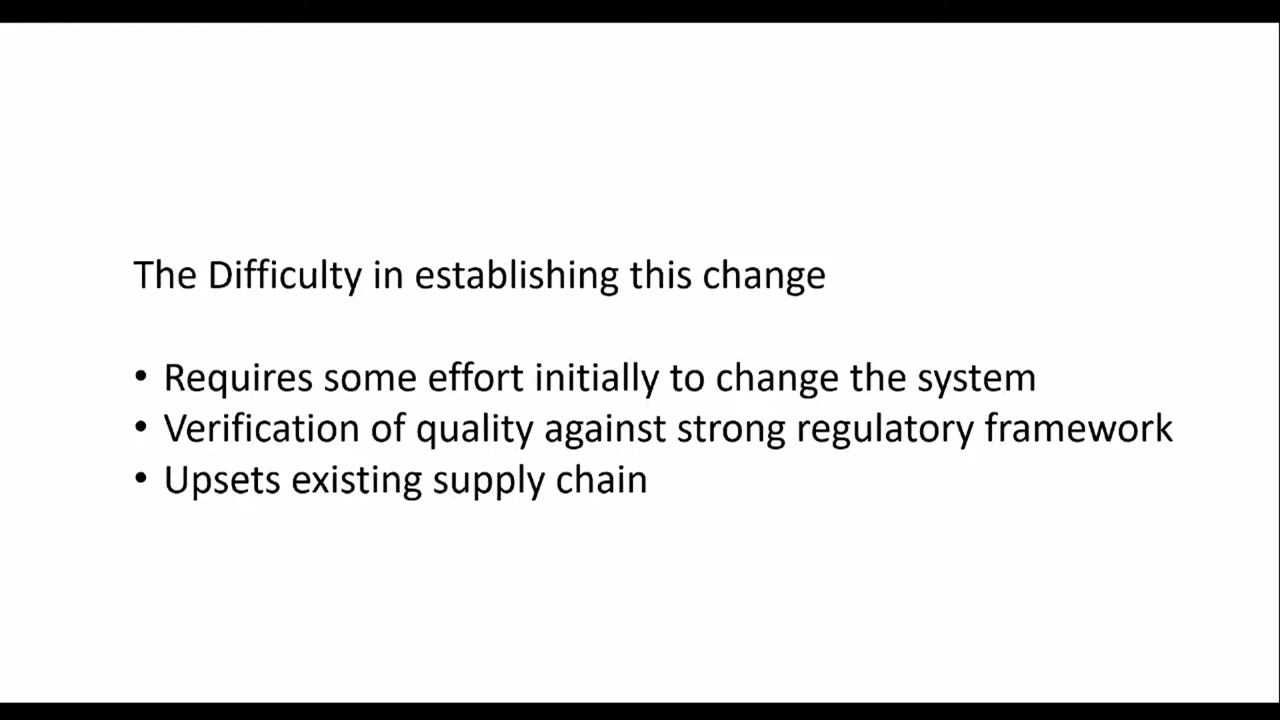 The Difficulty in establishing this change
• Requires some effort initially to change the system
• Verification of quality against strong regulatory framework
• Upsets existing supply chain